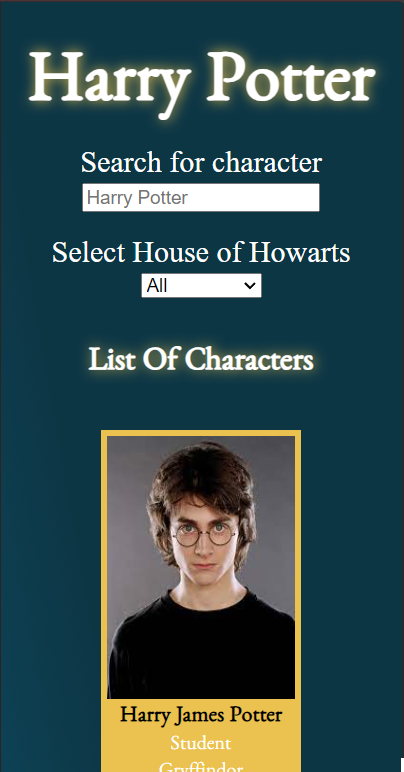 Harry Potter
Search for character
Harry Potter
Select House of Howarts
All
List Of Characters
Harry James Potter
Student
Gryffindor